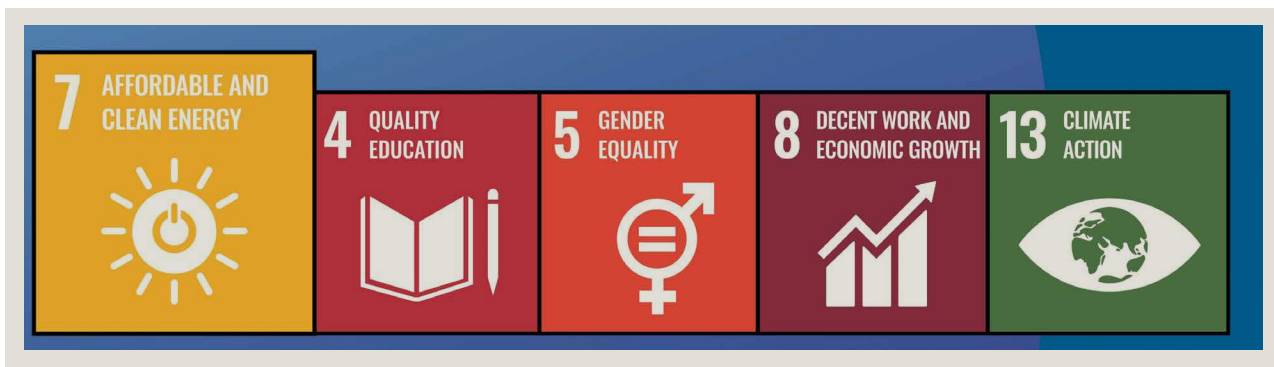 7
AFFORDABLE AND
CLEAN ENERGY
4
QUALITY
EDUCATION
5
GENDER
EQUALITY
8
DECENT WORK AND
ECONOMIC GROWTH
13
CLIMATE
ACTION